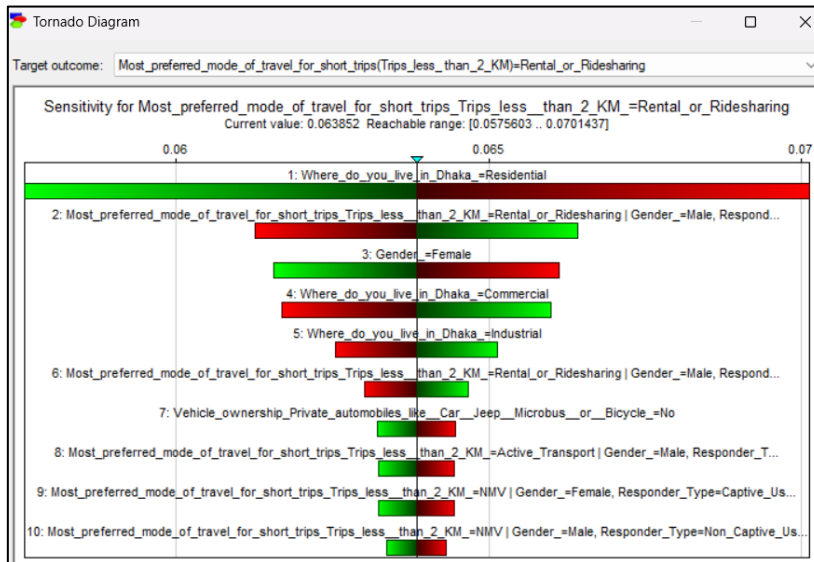 Tornado Diagram
Target outcome: Most_preferred_mode_of_travel_for_short_trips(Trips_less_than_2_KM)=Rental_or_Ridesharing
Sensitivity for Most_preferred_mode_of_travel_for_short_trips_Trips_less__than_2_KM_=Rental_or_Ridesharing
Current value: 0.063852 Reachable range: [0.0575603 .. 0.0701437]
0.06 0.065 0.07
1: Where_do_you_live_in_Dhaka_=Residential
2: Most_preferred_mode_of_travel_for_short_trips_Trips_less__than_2_KM_=Rental_or_Ridesharing | Gender_=Male, Respond...
3: Gender_=Female
4: Where_do_you_live_in_Dhaka_=Commercial
5: Where_do_you_live_in_Dhaka_=Industrial
6: Most_preferred_mode_of_travel_for_short_trips_Trips_less__than_2_KM_=Rental_or_Ridesharing | Gender_=Male, Respond...
7: Vehicle_ownership_Private_automobiles_like__Car__Jeep__Microbus__or__Bicycle_=No
8: Most_preferred_mode_of_travel_for_short_trips_Trips_less__than_2_KM_=Active_Transport | Gender_=Male, Responder_T...
9: Most_preferred_mode_of_travel_for_short_trips_Trips_less__than_2_KM_=NMV | Gender_=Female, Responder_Type=Captive_Us...
10: Most_preferred_mode_of_travel_for_short_trips_Trips_less__than_2_KM_=NMV | Gender_=Male, Responder_Type=Non_Captive_Us...